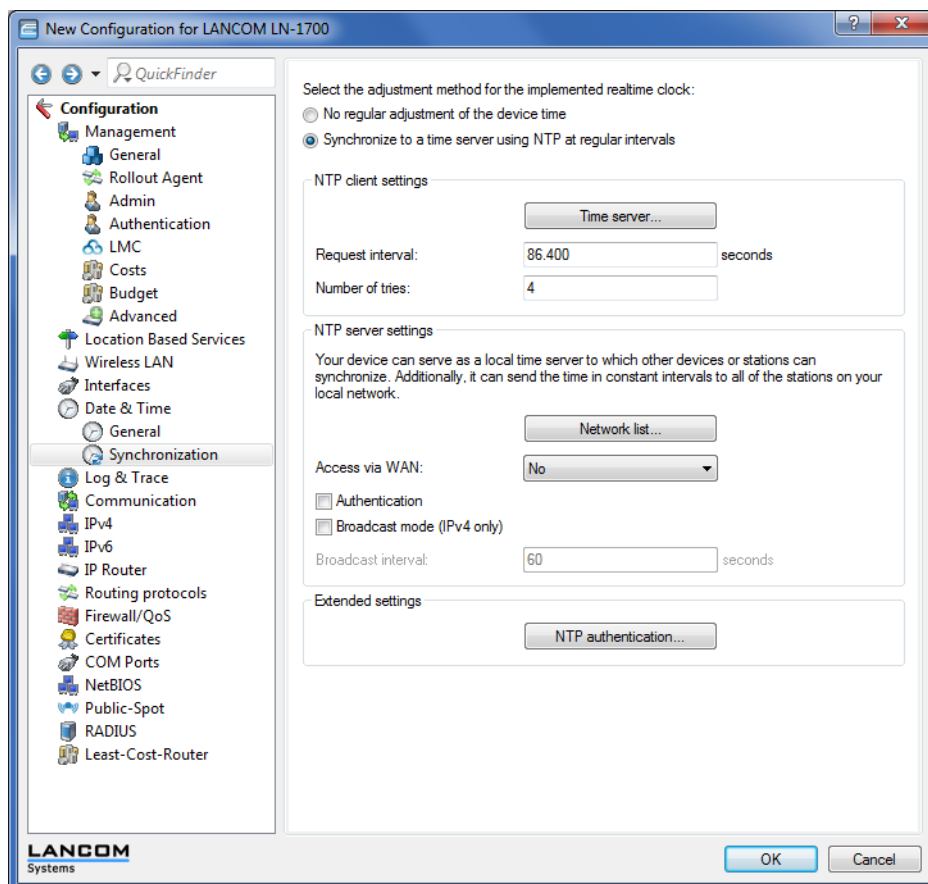 New Configuration for LANCOM LN-1700
QuickFinder
Configuration
Management
General
Rollout Agent
Admin
Authentication
LMC
Costs
Budget
Advanced
Location Based Services
Wireless LAN
Interfaces
Date & Time
General
Synchronization
Log & Trace
Communication
IPv4
IPv6
IP Router
Routing protocols
Firewall/QoS
Certificates
COM Ports
NetBIOS
Public-Spot
RADIUS
Least-Cost-Router
Select the adjustment method for the implemented realtime clock:
No regular adjustment of the device time
Synchronize to a time server using NTP at regular intervals
NTP client settings
Time server...
Request interval: 86.400 seconds
Number of tries: 4
NTP server settings
Your device can serve as a local time server to which other devices or stations can
synchronize. Additionally, it can send the time in constant intervals to all of the stations on your
local network.
Network list...
Access via WAN: No
Authentication
Broadcast mode (IPv4 only)
Broadcast interval: 60 seconds
Extended settings
NTP authentication...
LANCOM
Systems
OK Cancel